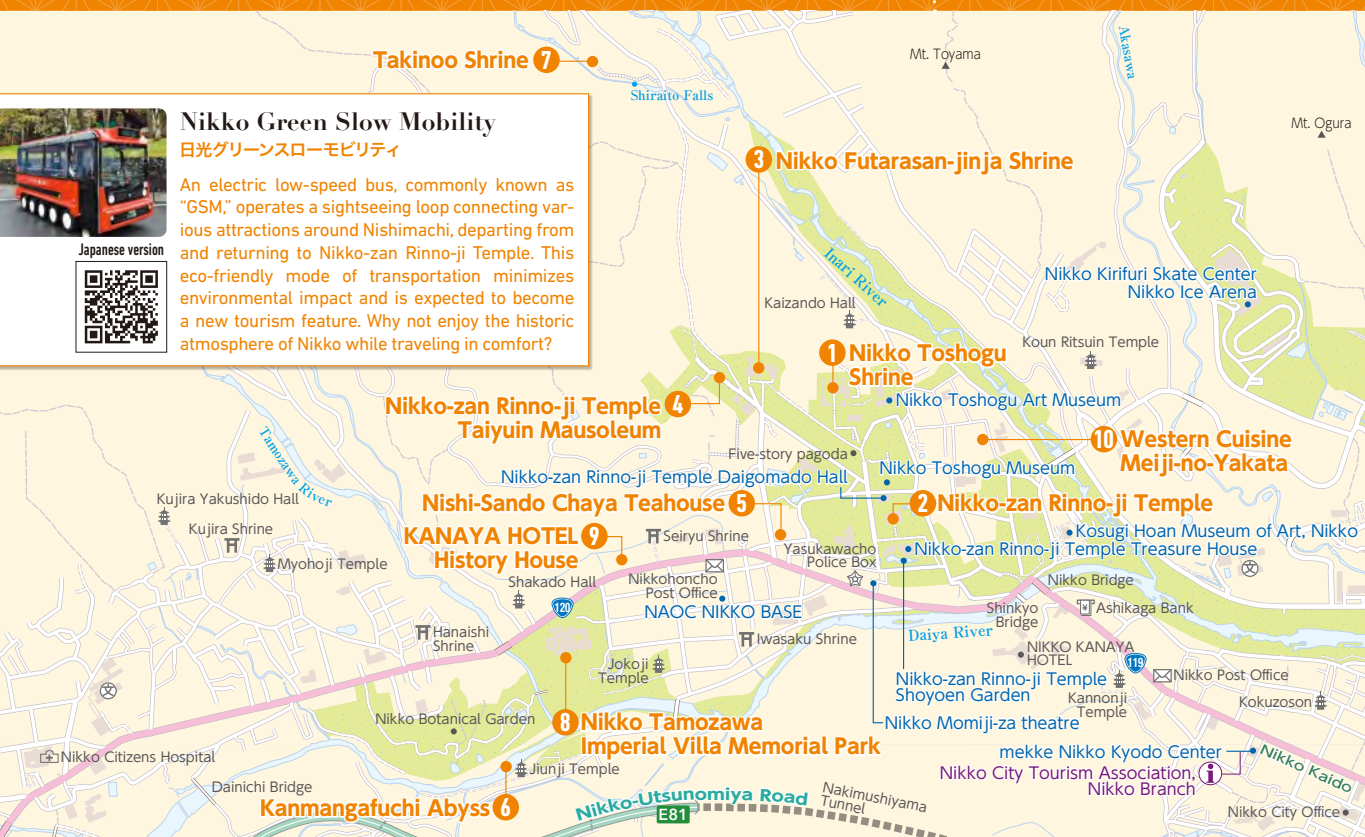 Takinoo Shrine 7
Shiraito Falls
Mt. Toyama
Akasawa
Mt. Ogura
Nikko Green Slow Mobility
日光グリーンスローモビリティ
An electric low-speed bus, commonly known as
“GSM,” operates a sightseeing loop connecting var-
ious attractions around Nishimachi, departing from
and returning to Nikko-zan Rinno-ji Temple. This
eco-friendly mode of transportation minimizes
environmental impact and is expected to become
a new tourism feature. Why not enjoy the historic
atmosphere of Nikko while traveling in comfort?
Japanese version
3 Nikko Futarasan-jinja Shrine
Inari River
Kaizando Hall
Nikko Kirifuri Skate Center
Nikko Ice Arena
Koun Ritsuin Temple
1 Nikko Toshogu
Shrine
Nikko Toshogu Art Museum
Nikko-zan Rinno-ji Temple 4
Taiyuin Mausoleum
10 Western Cuisine
Meiji-no-Yakata
Five-story pagoda
Nikko Toshogu Museum
Nikko-zan Rinno-ji Temple Daigomado Hall
Tamozawa River
Kujira Yakushido Hall
Nishi-Sando Chaya Teahouse 5
2 Nikko-zan Rinno-ji Temple
Kujira Shrine
KANAYA HOTEL 9
History House
Seiryu Shrine
Kosugi Hoan Museum of Art, Nikko
Yasukawacho
Police Box
Nikko-zan Rinno-ji Temple Treasure House
Myohoji Temple
Shakado Hall
Nikkohoncho
Post Office
Nikko Bridge
120
NAOC NIKKO BASE
Shinkyo
Bridge
Ashikaga Bank
Hanaishi
Shrine
Iwasaku Shrine
Daiya River
NIKKO KANAYA
HOTEL
119
Jokoji
Temple
Nikko-zan Rinno-ji Temple
Shoyoen Garden
Kannonji
Temple
Nikko Post Office
Kokuzoson
Nikko Botanical Garden
8 Nikko Tamozawa
Imperial Villa Memorial Park
Nikko Momiji-za theatre
Nikko Citizens Hospital
mekke Nikko Kyodo Center
Nikko Kaido
Jiunji Temple
Nikko City Tourism Association,
Nikko Branch
i
Dainichi Bridge
Kanmangafuchi Abyss 6
Nikko-Utsunomiya Road
E81
Nakimushiyama
Tunnel
Nikko City Office